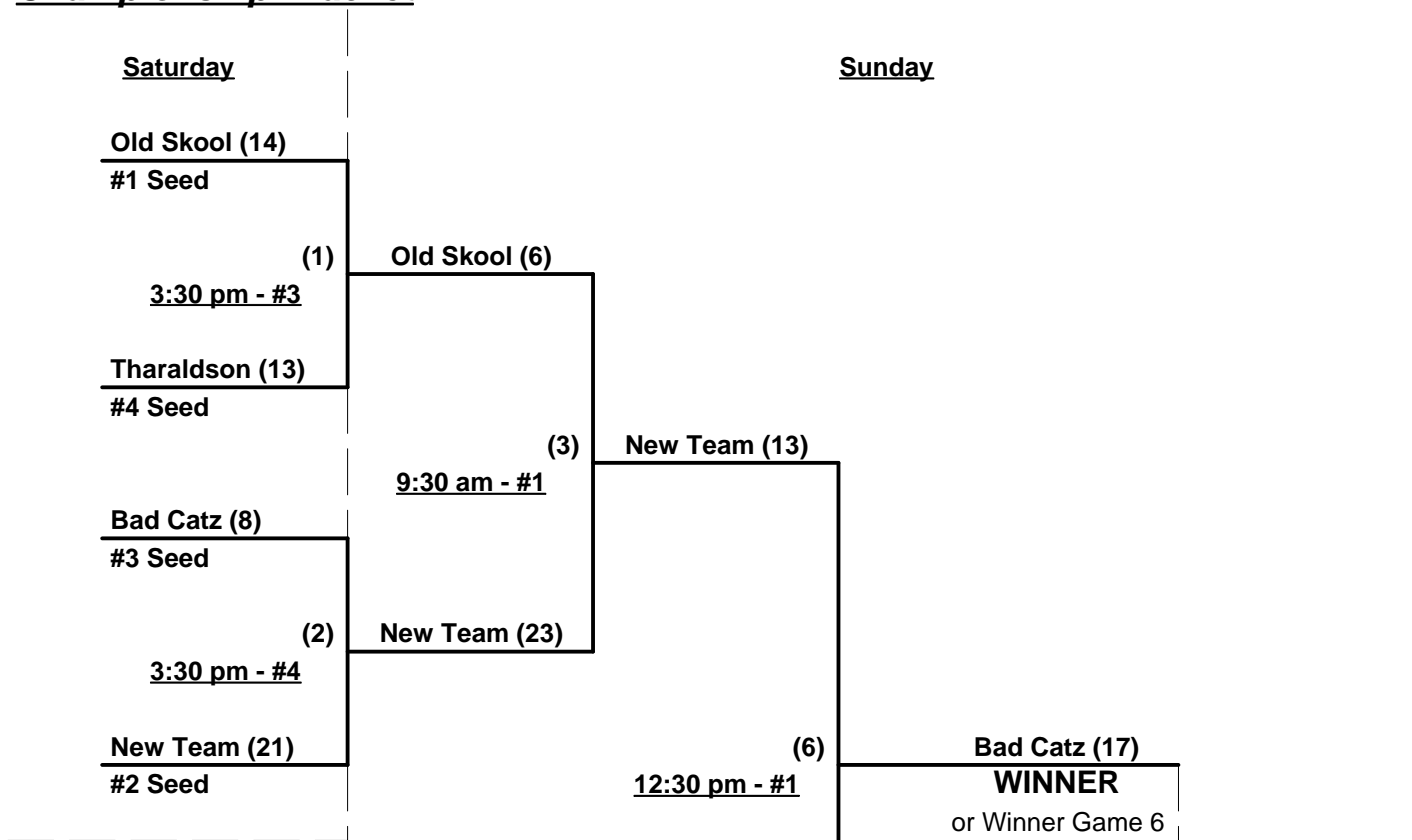 Saturday
Sunday
Old Skool (14)
#1 Seed
(1)
Old Skool (6)
3:30 pm - #3
Tharaldson (13)
#4 Seed
(3)
New Team (13)
9:30 am - #1
Bad Catz (8)
#3 Seed
(2)
New Team (23)
3:30 pm - #4
New Team (21)
(6)
Bad Catz (17)
#2 Seed
12:30 pm - #1
WINNER
or Winner Game 6